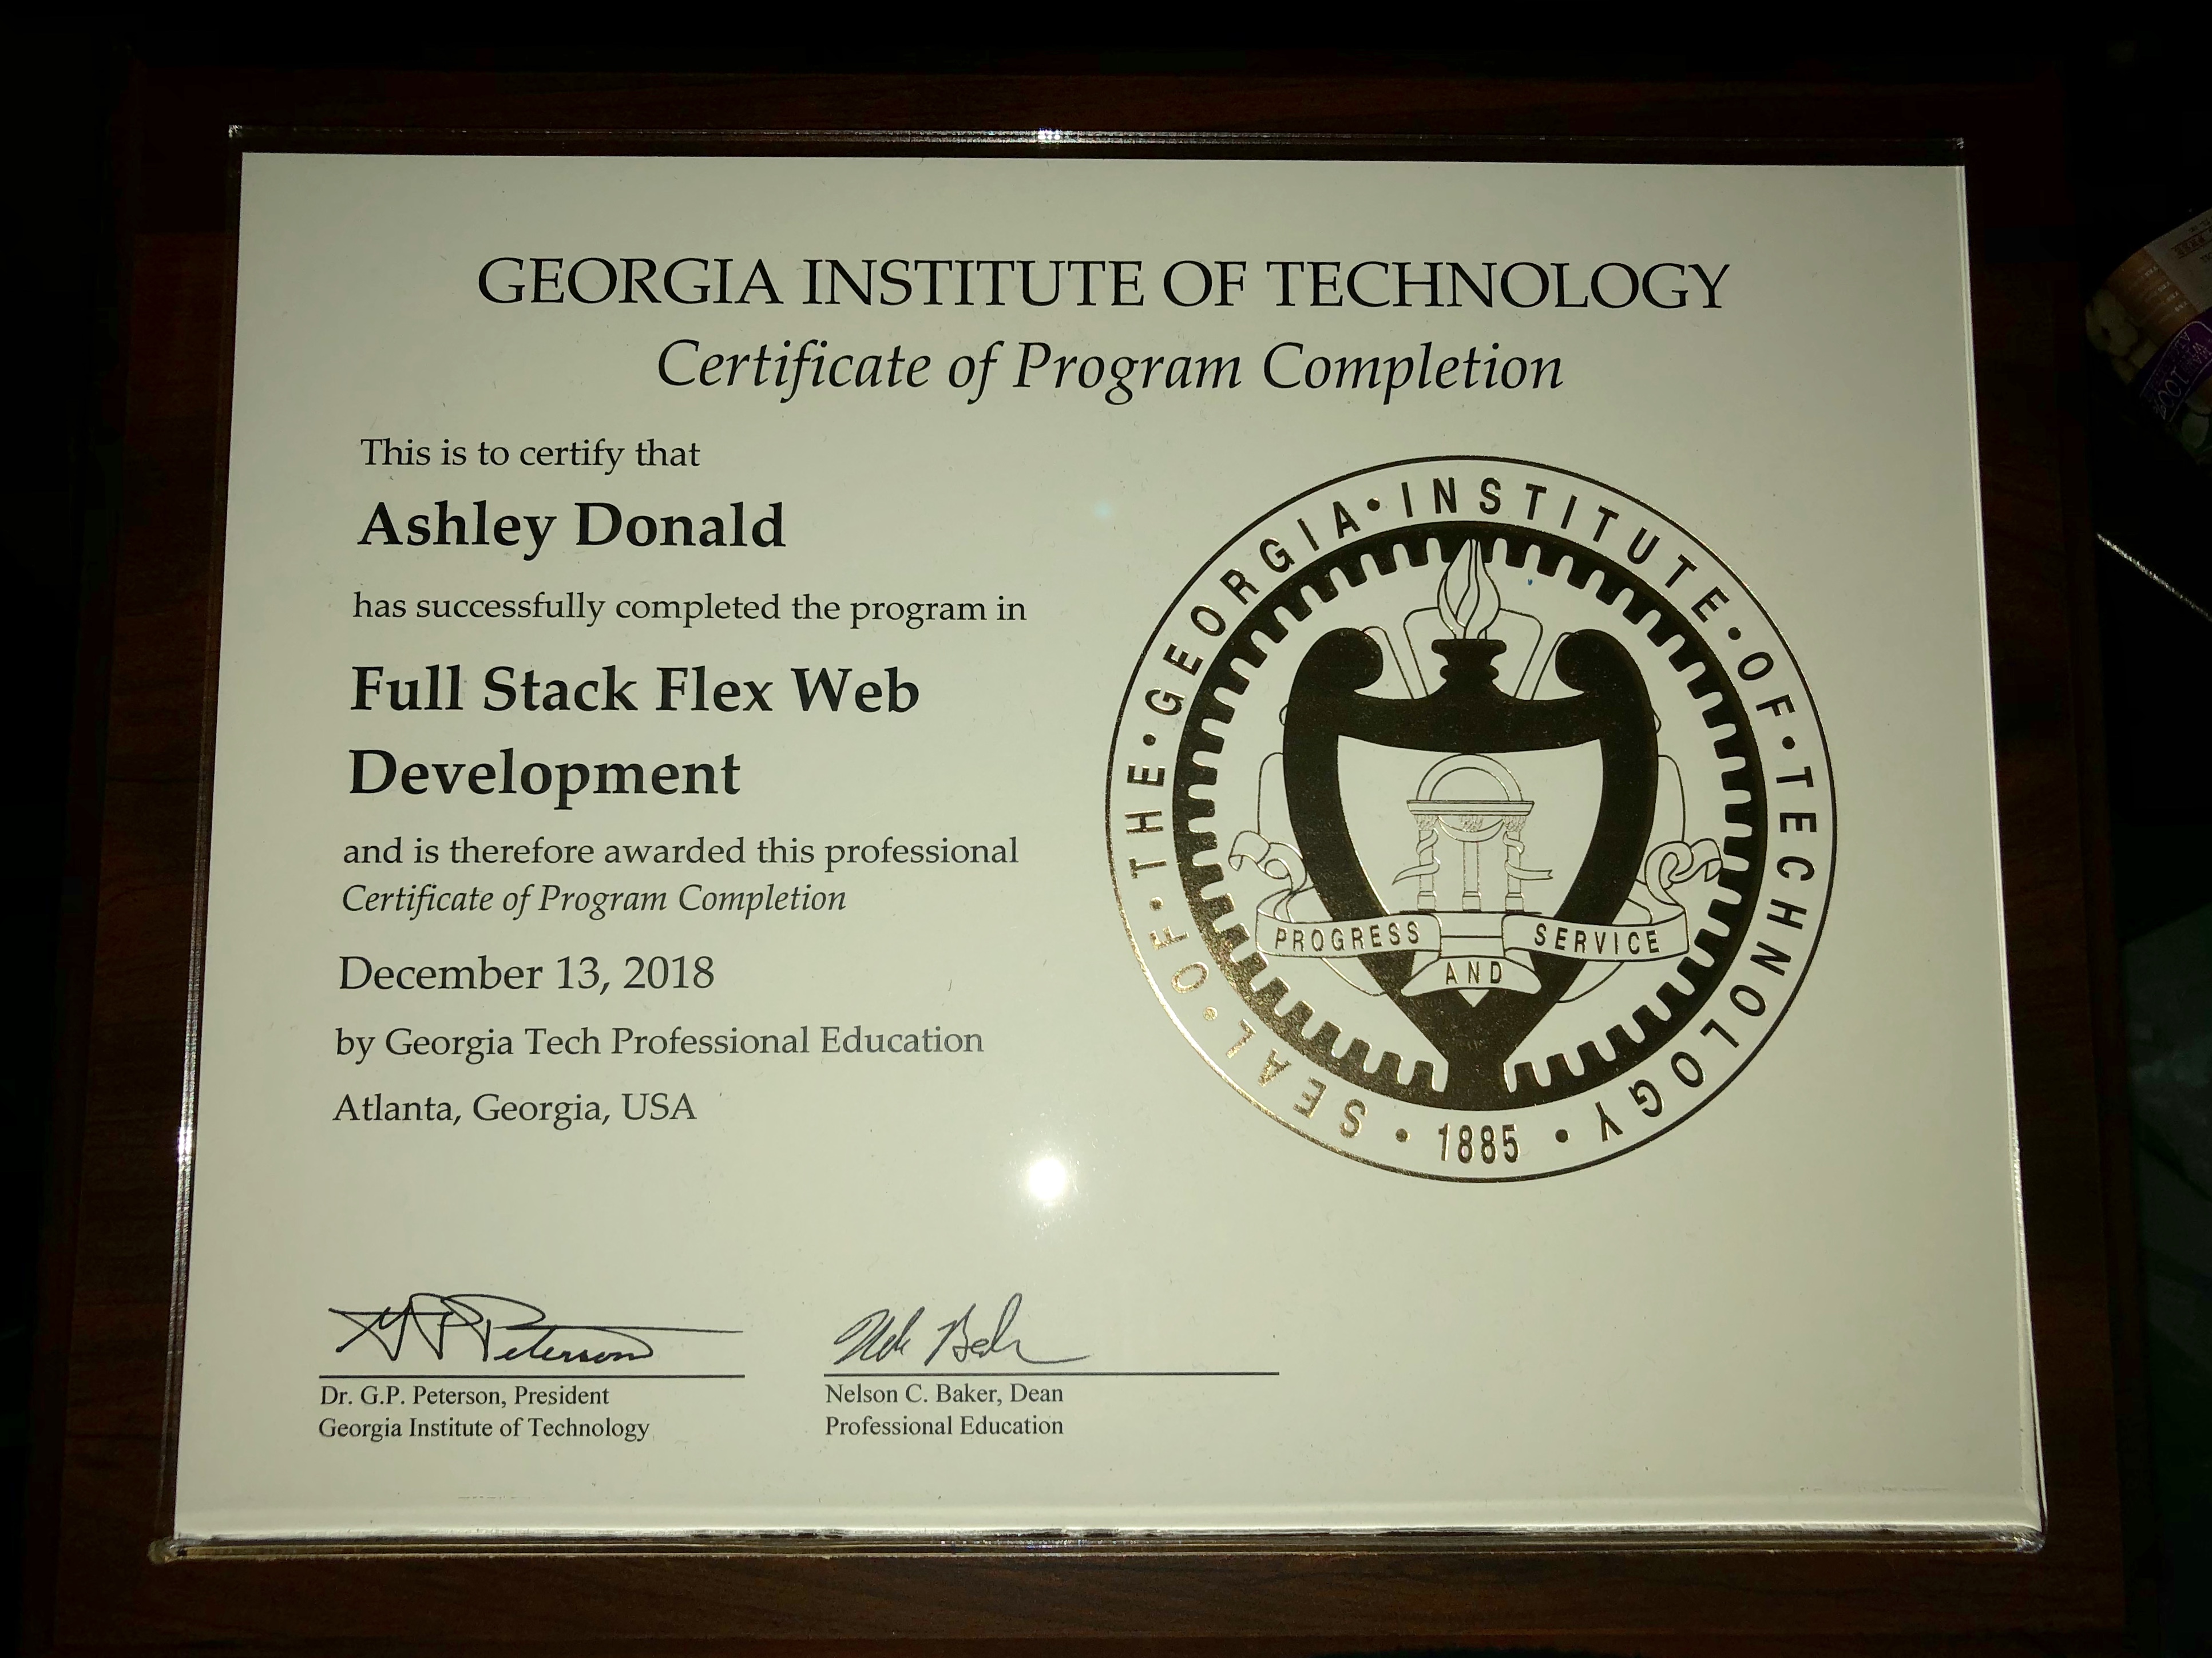 GEORGIA INSTITUTE OF TECHNOLOGY
Certificate of Program Completion
This is to certify that
Ashley Donald
has successfully completed the program in
Full Stack Flex Web
Development
and is therefore awarded this professional
Certificate of Program Completion
December 13, 2018
by Georgia Tech Professional Education
Atlanta, Georgia, USA
SEAL • OF • THE • GEORGIA • INSTITUTE • OF • TECHNOLOGY • 1885 •
PROGRESS AND SERVICE
G P Peterson
Dr. G.P. Peterson, President
Georgia Institute of Technology
Nelson C. Baker, Dean
Professional Education